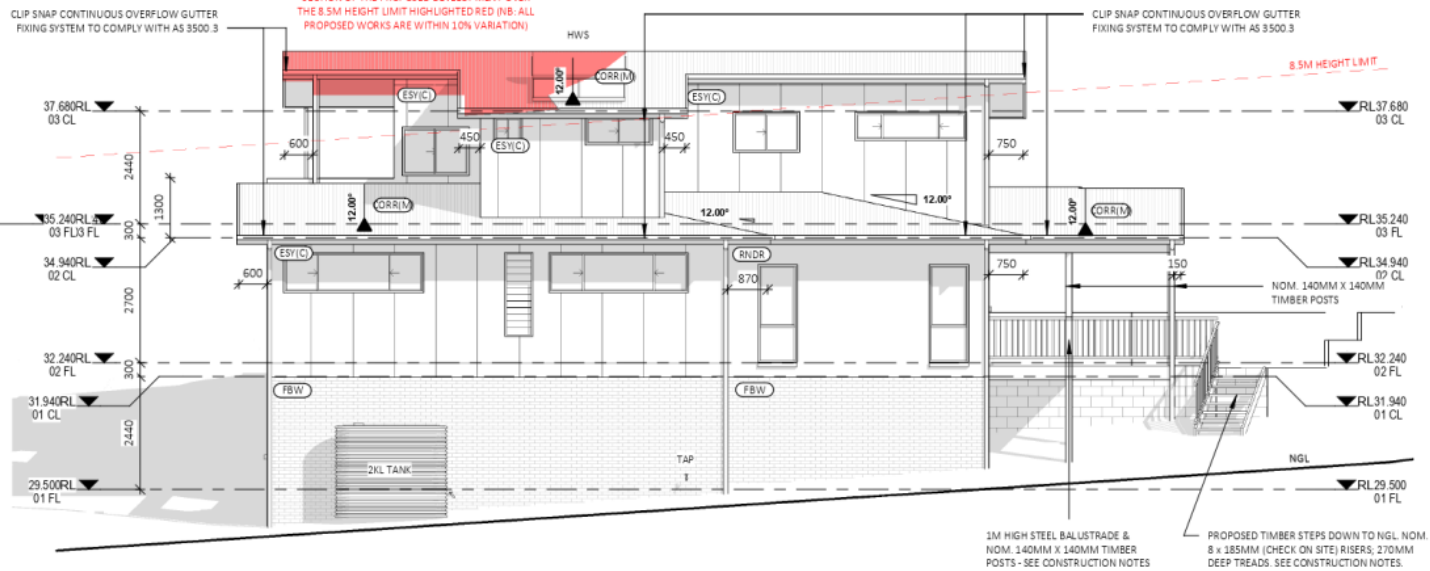 CLIP SNAP CONTINUOUS OVERFLOW GUTTER
FIXING SYSTEM TO COMPLY WITH AS 3500.3
THE 8.5M HEIGHT LIMIT HIGHLIGHTED RED (NB: ALL
PROPOSED WORKS ARE WITHIN 10% VARIATION)
HWS
CLIP SNAP CONTINUOUS OVERFLOW GUTTER
FIXING SYSTEM TO COMPLY WITH AS 3500.3
8.5M HEIGHT LIMIT
12.00°
CORR(M)
ESY(C)
ESY(C)
37.680RL
03 CL
RL37.680
03 CL
600
450
ESY(C)
450
750
2440
1300
12.00°
CORR(M)
12.00°
12.00°
12.00°
CORR(M)
35.240RL
03 FL
300
RL35.240
03 FL
34.940RL
02 CL
RL34.940
02 CL
ESY(C)
RNDR
600
870
750
150
2700
NOM. 140MM X 140MM
TIMBER POSTS
32.240RL
02 FL
300
RL32.240
02 FL
FBW
FBW
31.940RL
01 CL
RL31.940
01 CL
2440
2KL TANK
TAP
T
NGL
29.500RL
01 FL
RL29.500
01 FL
1M HIGH STEEL BALUSTRADE &
NOM. 140MM X 140MM TIMBER
POSTS - SEE CONSTRUCTION NOTES
PROPOSED TIMBER STEPS DOWN TO NGL. NOM.
8 x 185MM (CHECK ON SITE) RISERS; 270MM
DEEP TREADS. SEE CONSTRUCTION NOTES.